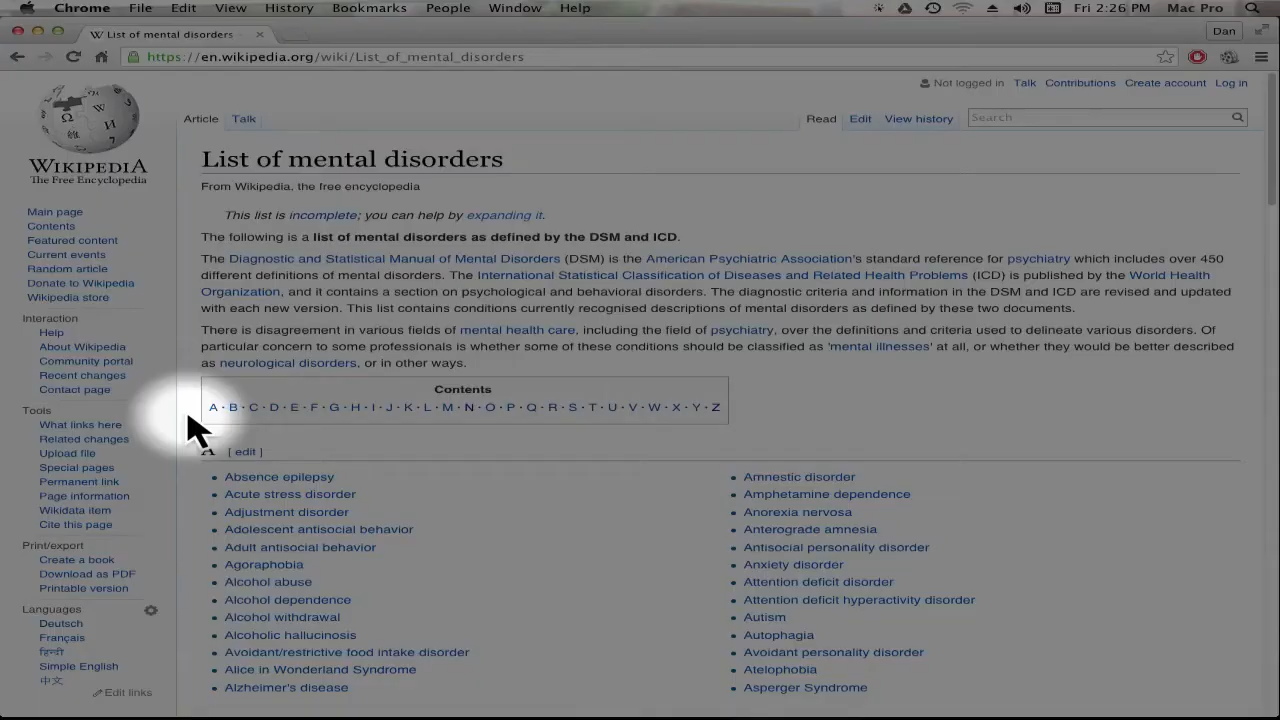 Chrome File Edit View History Bookmarks People Window Help Fri 2:26 PM Mac Pro
W List of mental disorders Dan
https://en.wikipedia.org/wiki/List_of_mental_disorders
Not logged in Talk Contributions Create account Log in
Article Talk Read Edit View history Search
WIKIPEDIA
The Free Encyclopedia
Main page
Contents
Featured content
Current events
Random article
Donate to Wikipedia
Wikipedia store
Interaction
Help
About Wikipedia
Community portal
Recent changes
Contact page
Tools
What links here
Related changes
Upload file
Special pages
Permanent link
Page information
Wikidata item
Cite this page
Print/export
Create a book
Download as PDF
Printable version
Languages
Deutsch
Français
हिन्दी
Simple English
中文
Edit links
List of mental disorders
From Wikipedia, the free encyclopedia
This list is incomplete; you can help by expanding it.
The following is a list of mental disorders as defined by the DSM and ICD.
The Diagnostic and Statistical Manual of Mental Disorders (DSM) is the American Psychiatric Association's standard reference for psychiatry which includes over 450
different definitions of mental disorders. The International Statistical Classification of Diseases and Related Health Problems (ICD) is published by the World Health
Organization, and it contains a section on psychological and behavioral disorders. The diagnostic criteria and information in the DSM and ICD are revised and updated
with each new version. This list contains conditions currently recognised descriptions of mental disorders as defined by these two documents.
There is disagreement in various fields of mental health care, including the field of psychiatry, over the definitions and criteria used to delineate various disorders. Of
particular concern to some professionals is whether some of these conditions should be classified as 'mental illnesses' at all, or whether they would be better described
as neurological disorders, or in other ways.
Contents
A · B · C · D · E · F · G · H · I · J · K · L · M · N · O · P · Q · R · S · T · U · V · W · X · Y · Z
A [ edit ]
Absence epilepsy
Acute stress disorder
Adjustment disorder
Adolescent antisocial behavior
Adult antisocial behavior
Agoraphobia
Alcohol abuse
Alcohol dependence
Alcohol withdrawal
Alcoholic hallucinosis
Avoidant/restrictive food intake disorder
Alice in Wonderland Syndrome
Alzheimer's disease
Amnestic disorder
Amphetamine dependence
Anorexia nervosa
Anterograde amnesia
Antisocial personality disorder
Anxiety disorder
Attention deficit disorder
Attention deficit hyperactivity disorder
Autism
Autophagia
Avoidant personality disorder
Atelophobia
Asperger Syndrome